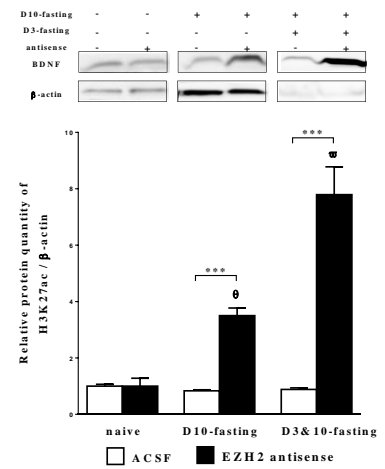 D10-fasting - - + + + +
D3-fasting - - - - + +
antisense - + - + - +
BDNF
β-actin
Relative protein quantity of
H3K27ac / β-actin
10
8
6
4
2
0
***
θ
***
ϖ
naive D10-fasting D3&10-fasting
ACSF EZH2 antisense